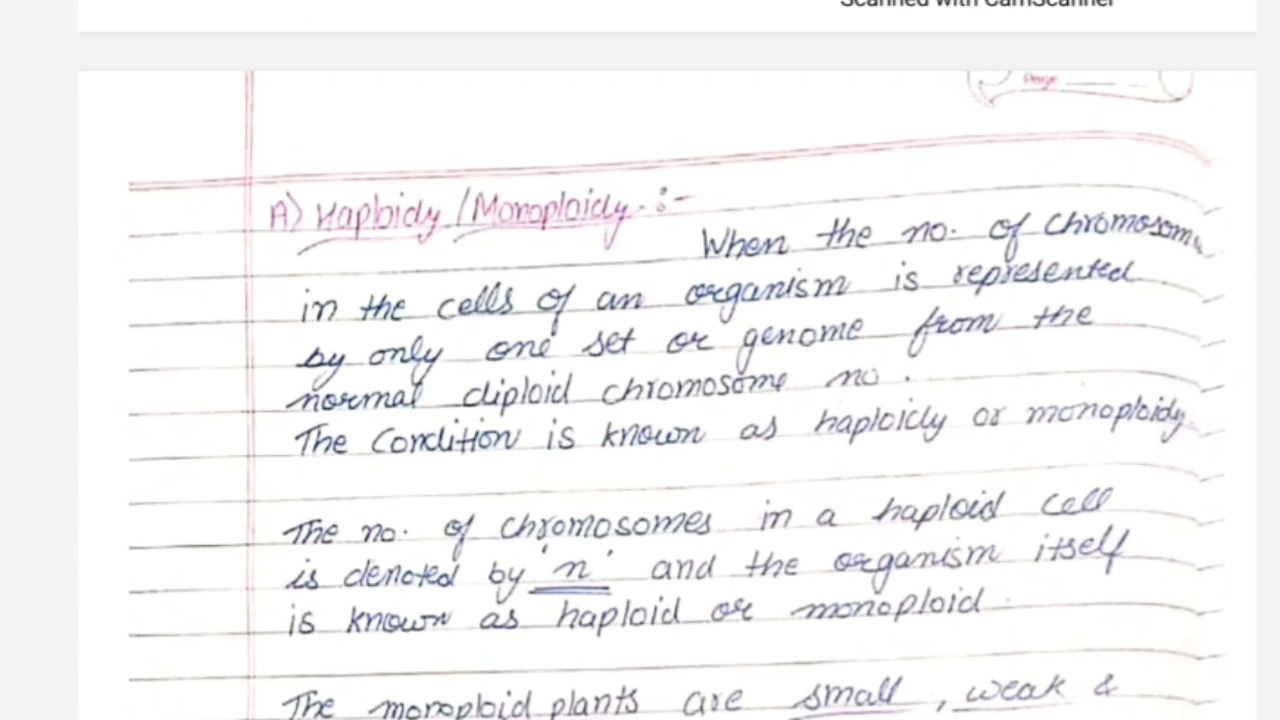 Scanned with CamScanner
Page
A) Haploidy / Monoploidy :-
When the no. of chromosome
in the cells of an organism is represented
by only one set or genome from the
normal diploid chromosome no.
The Condition is known as haploidy or monoploidy
The no. of chromosomes in a haploid cell
is denoted by 'n' and the organism itself
is known as haploid or monoploid.
The monoploid plants are small, weak &